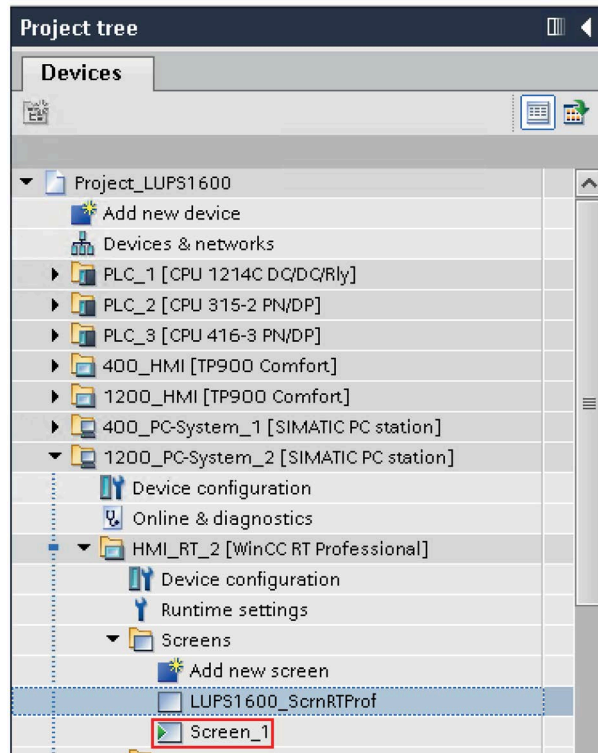 Project tree
Devices
Project_LUPS1600
Add new device
Devices & networks
PLC_1 [CPU 1214C DC/DC/Rly]
PLC_2 [CPU 315-2 PN/DP]
PLC_3 [CPU 416-3 PN/DP]
400_HMI [TP900 Comfort]
1200_HMI [TP900 Comfort]
400_PC-System_1 [SIMATIC PC station]
1200_PC-System_2 [SIMATIC PC station]
Device configuration
Online & diagnostics
HMI_RT_2 [WinCC RT Professional]
Device configuration
Runtime settings
Screens
Add new screen
LUPS1600_ScrnRTProf
Screen_1